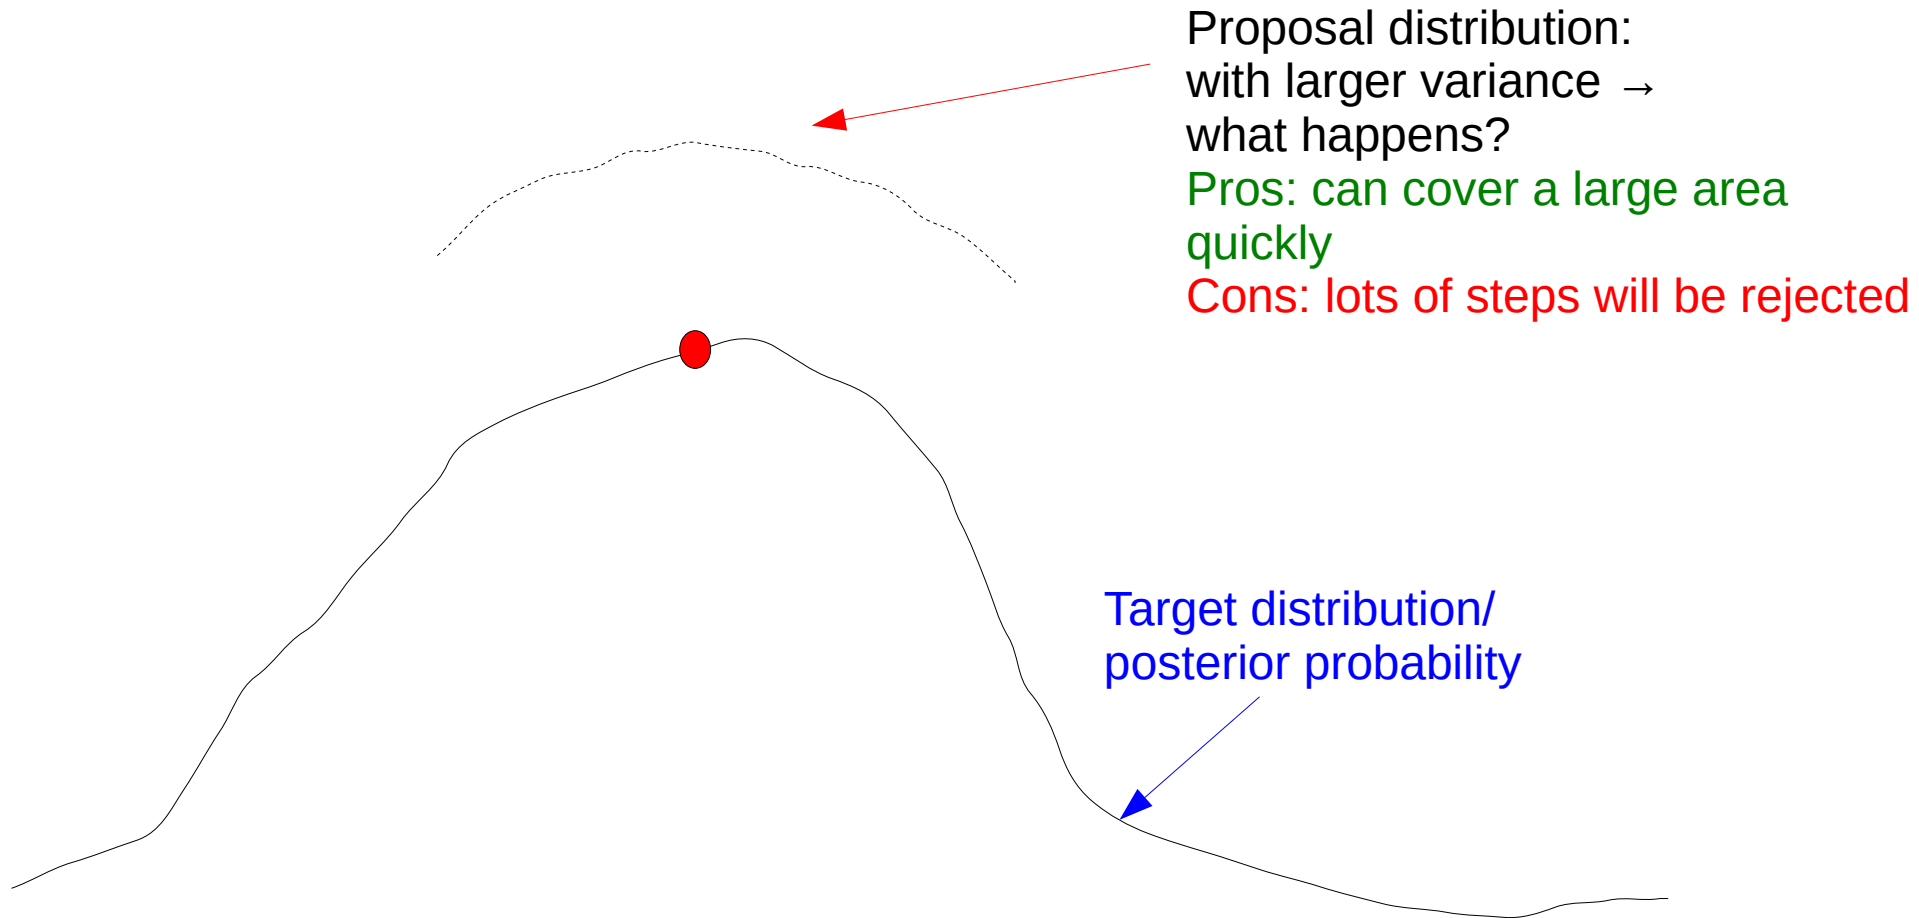 Proposal distribution:
with larger variance →
what happens?
Pros: can cover a large area
quickly
Cons: lots of steps will be rejected
Target distribution/
posterior probability